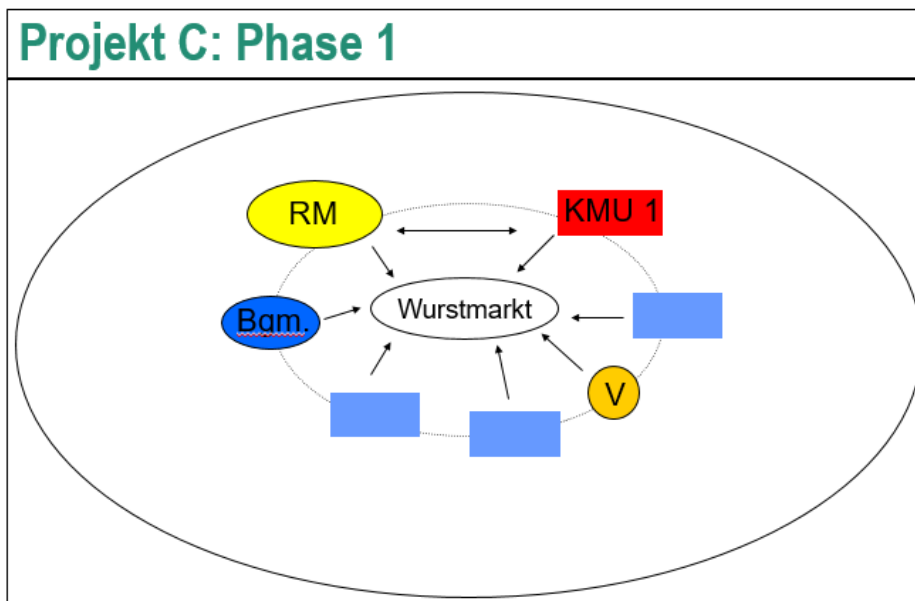 Projekt C: Phase 1
RM
KMU 1
Bgm.
Wurstmarkt
V